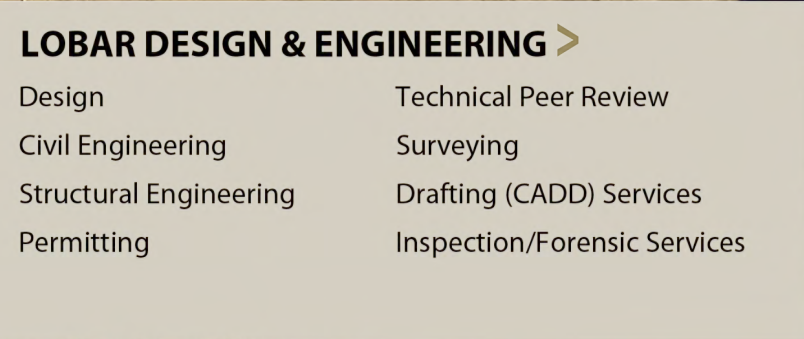 LOBAR DESIGN & ENGINEERING >
Design
Civil Engineering
Structural Engineering
Permitting
Technical Peer Review
Surveying
Drafting (CADD) Services
Inspection/Forensic Services